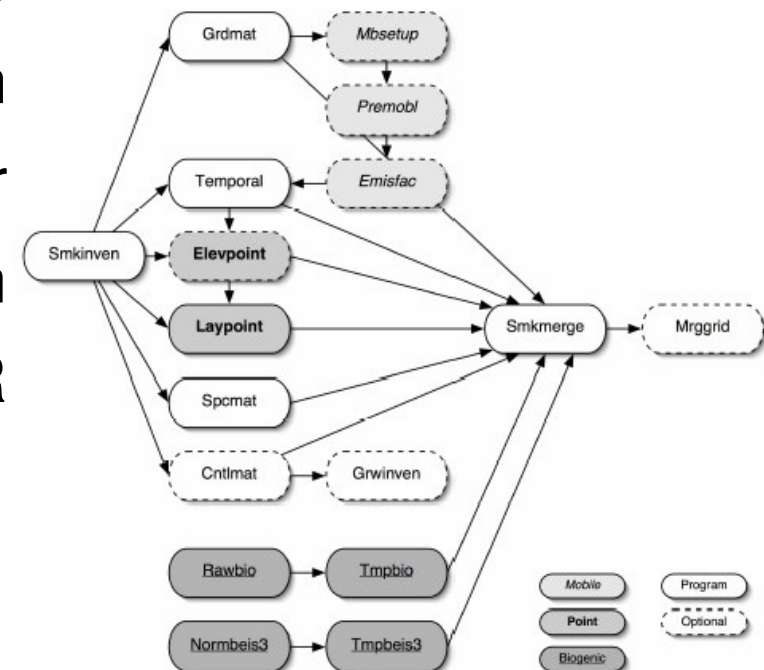 Grdmat
Mbsetup
Premobl
Temporal
Emisfac
Smkinven
Elevpoint
Laypoint
Smkmerge
Mrggrid
Spcmat
Cntlmat
Grwinven
Rawbio
Tmpbio
Normbeis3
Tmpbeis3
Mobile
Program
Point
Optional
Biogenic